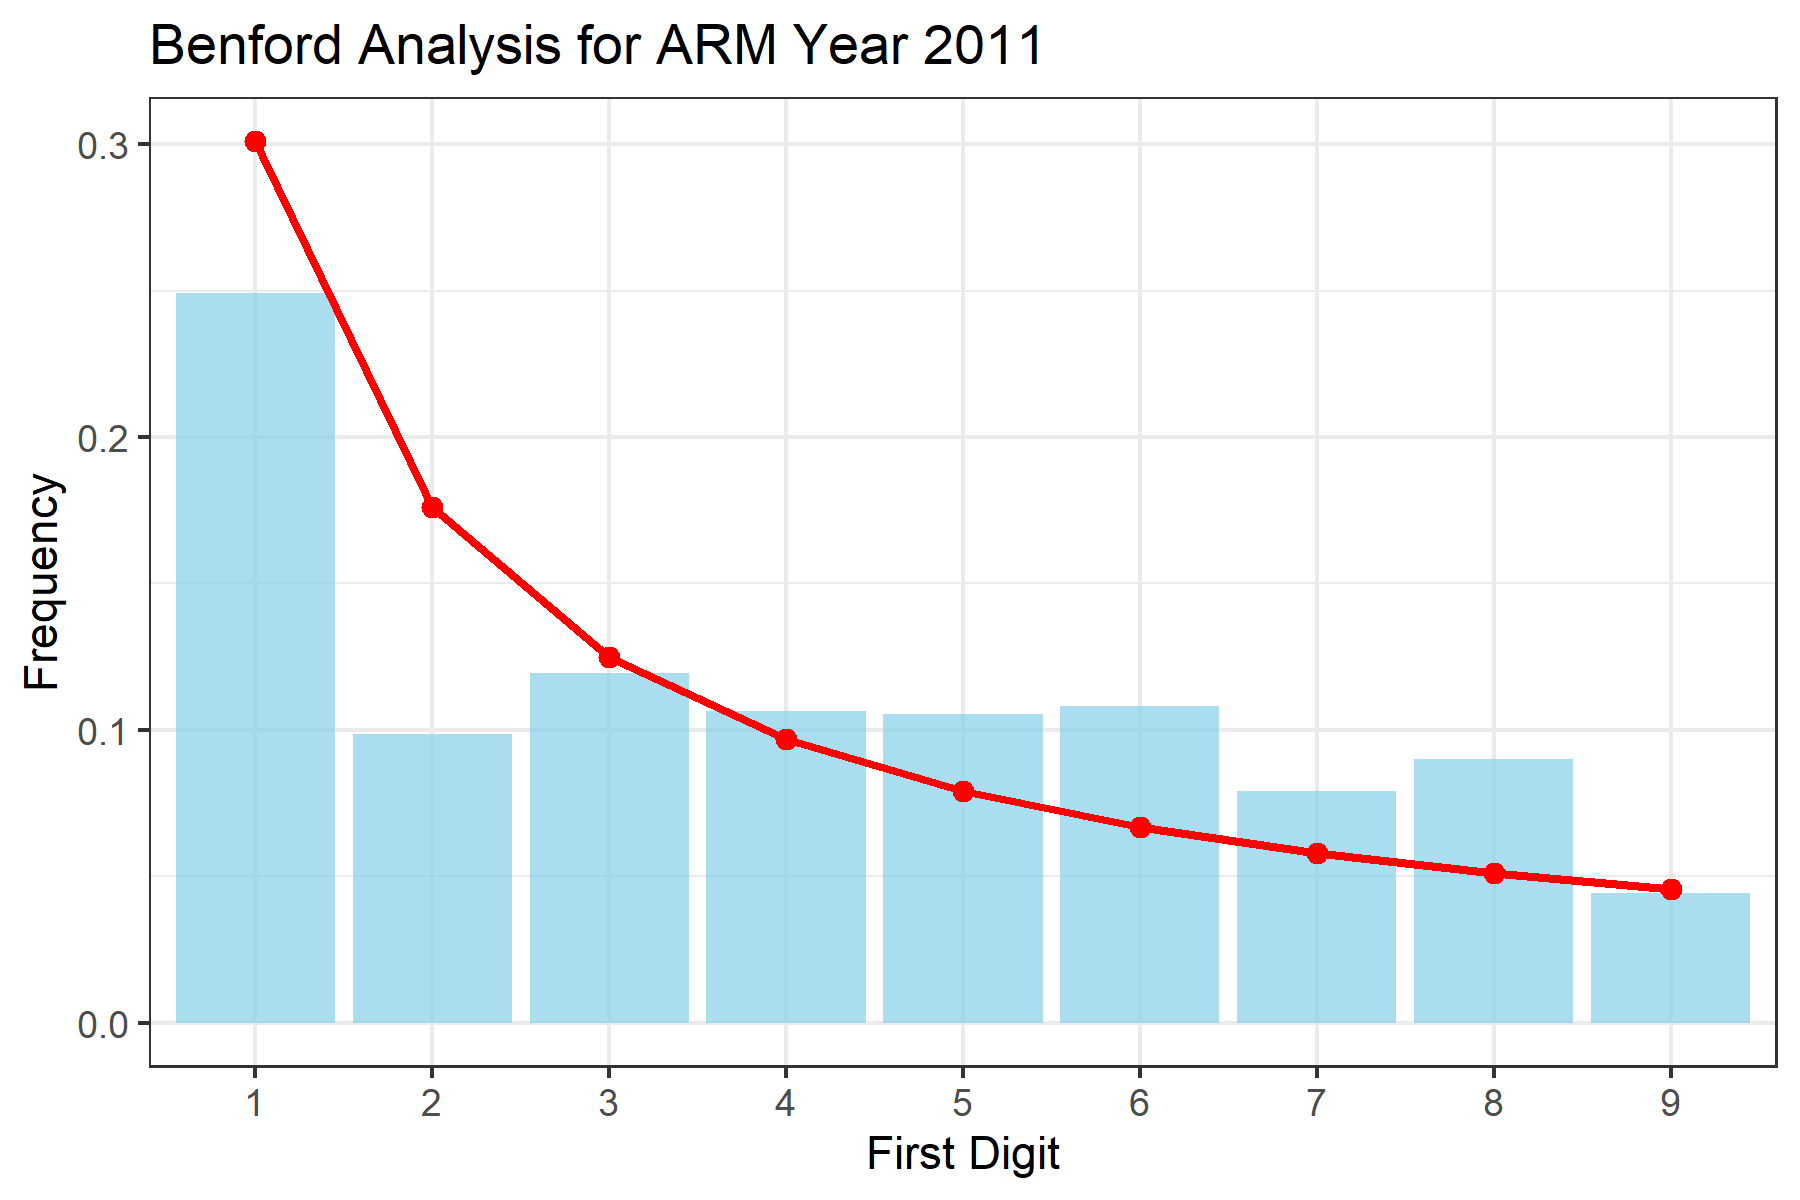 Benford Analysis for ARM Year 2011
Frequency
0.3
0.2
0.1
0.0
1 2 3 4 5 6 7 8 9
First Digit